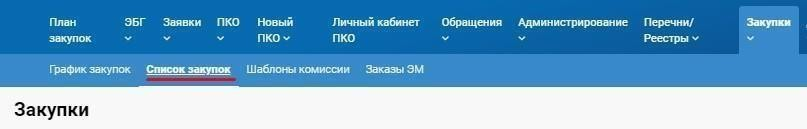 План закупок ЭБГ Заявки ПКО Новый ПКО Личный кабинет ПКО Обращения Администрирование Перечни/ Реестры Закупки
График закупок Список закупок Шаблоны комиссии Заказы ЭМ
Закупки